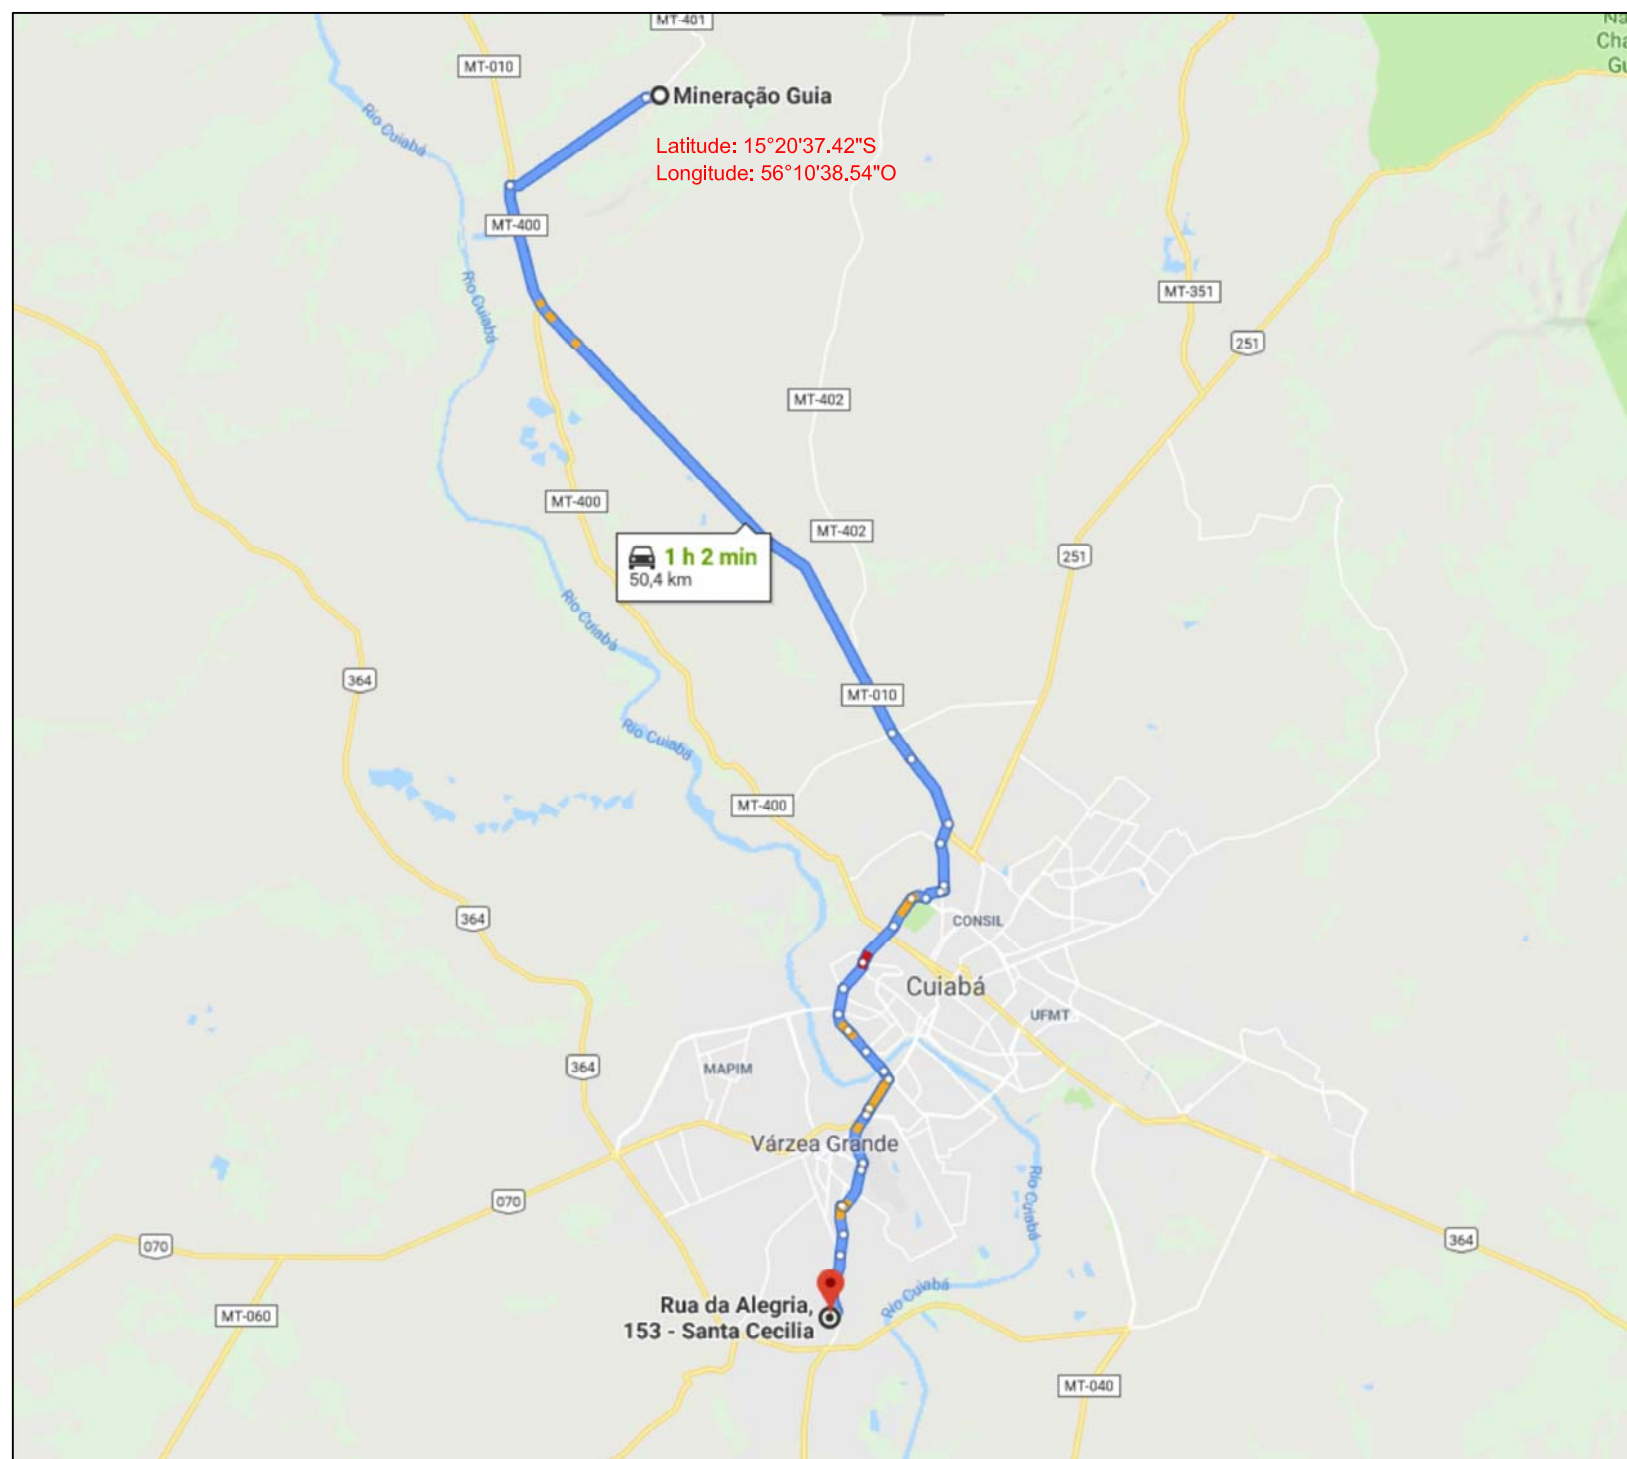 MT-401
MT-010
Rio Cuiabá
Mineração Guia
Latitude: 15°20'37.42"S
Longitude: 56°10'38.54"O
MT-400
Rio Cuiabá
MT-351
251
MT-402
MT-400
MT-402
1 h 2 min
50,4 km
251
Rio Cuiabá
364
MT-010
Rio Cuiabá
MT-400
364
CONSIL
Cuiabá
UFMT
364
MAPIM
Várzea Grande
Rio Cuiabá
070
070
364
Rio Cuiabá
MT-060
Rua da Alegria,
153 - Santa Cecilia
MT-040